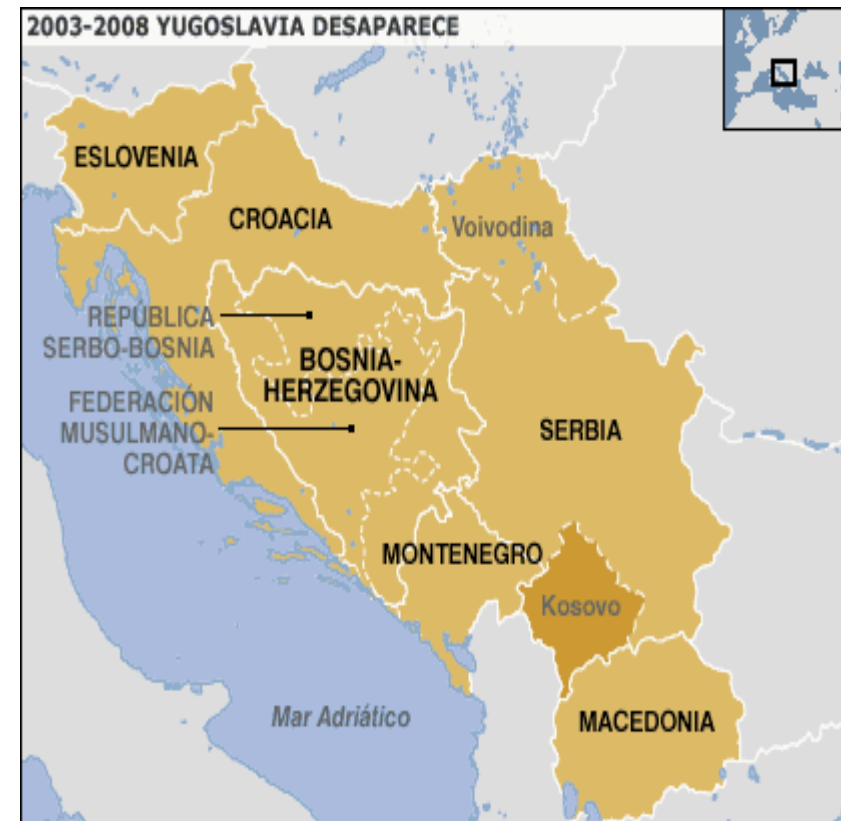 2003-2008 YUGOSLAVIA DESAPARECE
ESLOVENIA
CROACIA
Voivodina
REPÚBLICA
SERBO-BOSNIA
BOSNIA-
HERZEGOVINA
FEDERACIÓN
MUSULMANO-
CROATA
SERBIA
MONTENEGRO
Kosovo
Mar Adriático
MACEDONIA